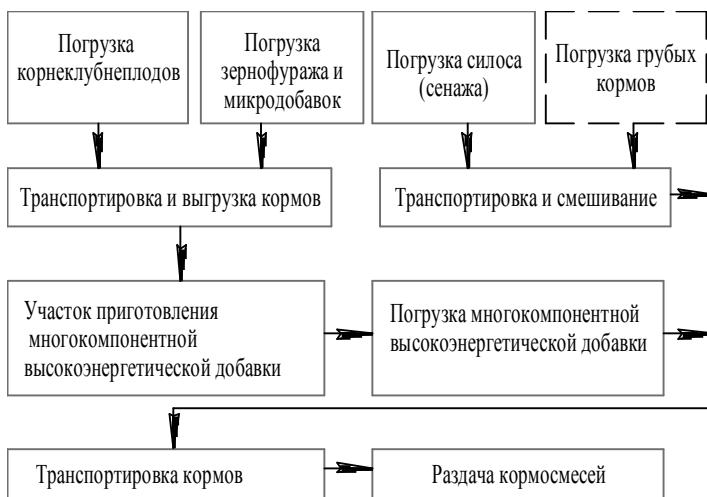 Погрузка
корнеклубнеплодов
Погрузка
зернофуража и
микродобавок
Погрузка силоса
(сенажа)
Погрузка грубых
кормов
Транспортировка и выгрузка кормов
Транспортировка и смешивание
Участок приготовления
многокомпонентной
высокоэнергетической добавки
Погрузка многокомпонентной
высокоэнергетической добавки
Транспортировка кормов
Раздача кормосмесей